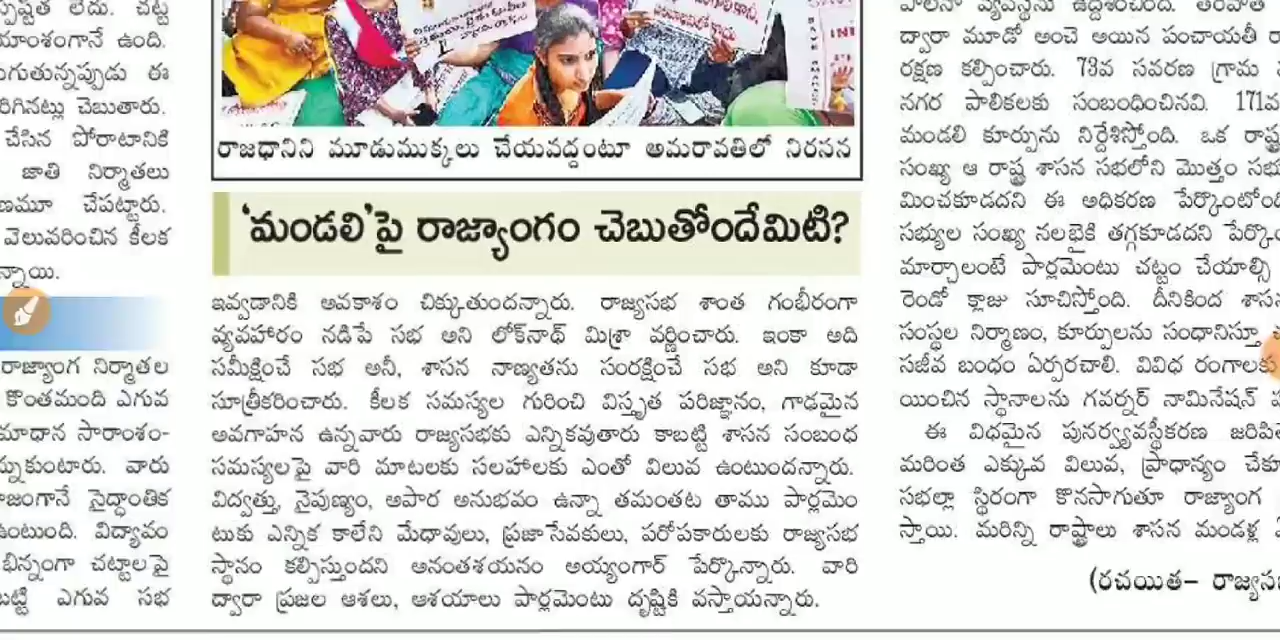 స్పష్టత లేదు. చట్ట
యాంశంగానే ఉంది.
ఈ
చెబుతారు.
చేసిన పోరాటానికి
జాతి నిర్మాతలు
చేపట్టారు.
వెలువరించిన కీలక
న్నాయి.
రాజ్యాంగ నిర్మాతల
కొంతమంది ఎగువ
సారాంశం-
వారు
సైద్ధాంతిక
ఉంటుంది. విద్యావం
భిన్నంగా చట్టాలపై
ఎగువ సభ
రాజధానిని మూడుముక్కలు చేయవద్దంటూ అమరావతిలో నిరసన
‘మండలి’పై రాజ్యాంగం చెబుతోందేమిటి?
ఇవ్వడానికి అవకాశం చిక్కుతుందన్నారు. రాజ్యసభ శాంత గంభీరంగా
వ్యవహారం నడిపే సభ అని లోక్‌నాథ్ మిశ్రా వర్ణించారు. ఇంకా అది
సమీక్షించే సభ అనీ, శాసన నాణ్యతను సంరక్షించే సభ అని కూడా
సూత్రీకరించారు. కీలక సమస్యల గురించి విస్తృత పరిజ్ఞానం, గాఢమైన
అవగాహన ఉన్నవారు రాజ్యసభకు ఎన్నికవుతారు కాబట్టి శాసన సంబంధ
సమస్యలపై వారి మాటలకు సలహాలకు ఎంతో విలువ ఉంటుందన్నారు.
విద్వత్తు, నైపుణ్యం, అపార అనుభవం ఉన్నా తమంతట తాము పార్లమెం
టుకు ఎన్నిక కాలేని మేధావులు, ప్రజాసేవకులు, పరోపకారులకు రాజ్యసభ
స్థానం కల్పిస్తుందని అనంతశయనం అయ్యంగార్ పేర్కొన్నారు. వారి
ద్వారా ప్రజల ఆశలు, ఆశయాలు పార్లమెంటు దృష్టికి వస్తాయన్నారు.
పాలనా వ్యవస్థను ఉద్దేశించింది. తరువాత
ద్వారా మూడో అంచె అయిన పంచాయతీ
రక్షణ కల్పించారు. 73వ సవరణ గ్రామ
నగర పాలికలకు సంబంధించినవి. 171వ
మండలి కూర్పును నిర్దేశిస్తోంది. ఒక
సంఖ్య ఆ రాష్ట్ర శాసన సభలోని మొత్తం
మించకూడదని ఈ అధికరణ
సభ్యుల సంఖ్య నలభైకి తగ్గకూడదని
మార్చాలంటే పార్లమెంటు చట్టం చేయాల్సి
రెండో క్లాజు సూచిస్తోంది. దీనికింద
సంస్థల నిర్మాణం, కూర్పులను సంధానిస్తూ
సజీవ బంధం ఏర్పరచాలి. వివిధ రంగాలకు
యించిన స్థానాలను గవర్నర్ నామినేషన్
ఈ విధమైన పునర్వ్యవస్థీకరణ
మరింత ఎక్కువ విలువ, ప్రాధాన్యం
సభల్లా స్థిరంగా కొనసాగుతూ రాజ్యాంగ
స్తాయి. మరిన్ని రాష్ట్రాలు శాసన మండళ్ల
(రచయిత–